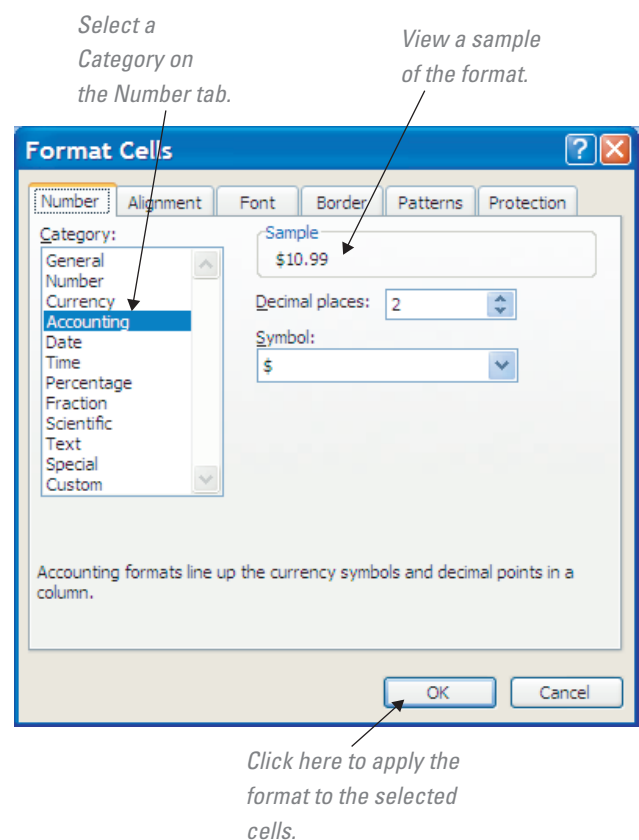 Select a
Category on
the Number tab.
View a sample
of the format.
Format Cells
Number Alignment Font Border Patterns Protection
Category:
General
Number
Currency
Accounting
Date
Time
Percentage
Fraction
Scientific
Text
Special
Custom
Sample
$10.99
Decimal places: 2
Symbol:
$
Accounting formats line up the currency symbols and decimal points in a
column.
OK Cancel
Click here to apply the
format to the selected
cells.